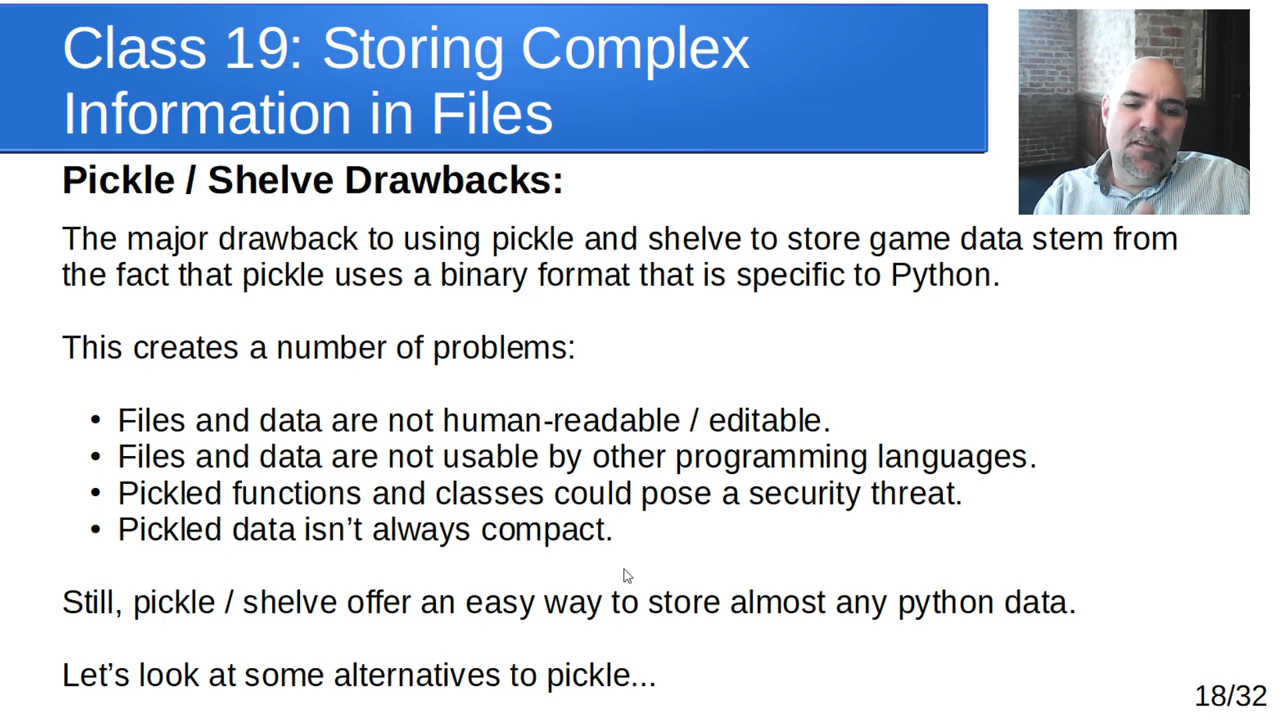 Class 19: Storing Complex
Information in Files
Pickle / Shelve Drawbacks:
The major drawback to using pickle and shelve to store game data stem from
the fact that pickle uses a binary format that is specific to Python.
This creates a number of problems:
• Files and data are not human-readable / editable.
• Files and data are not usable by other programming languages.
• Pickled functions and classes could pose a security threat.
• Pickled data isn’t always compact.
Still, pickle / shelve offer an easy way to store almost any python data.
Let’s look at some alternatives to pickle...
18/32